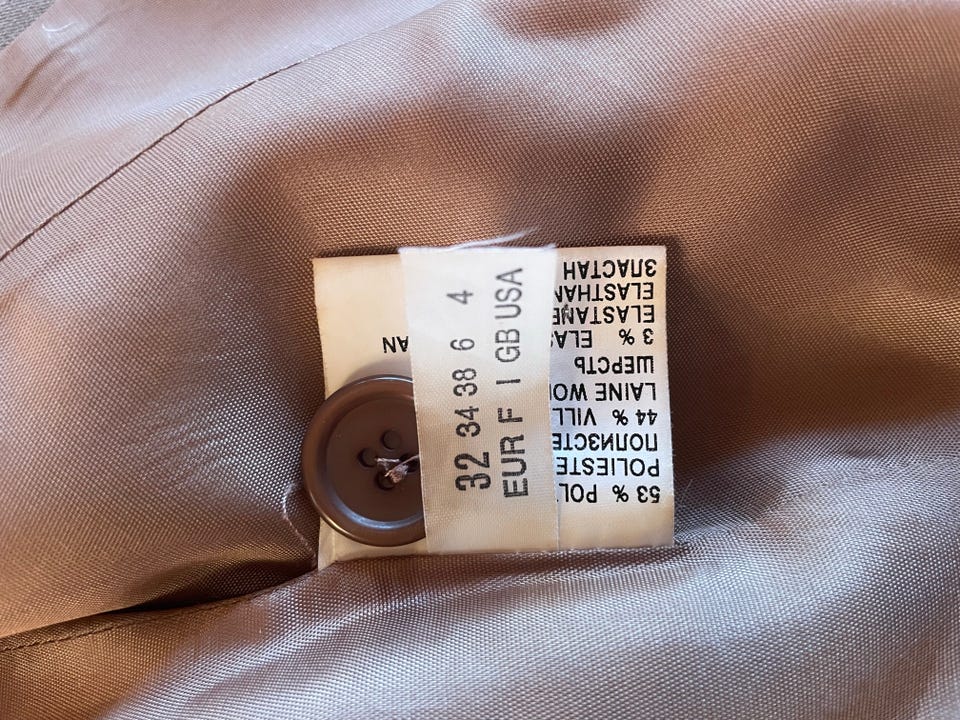 32 34 38 6 4
EUR F I GB USA
53 % POL
POLIESTE
ПОЛИЭСТЕ
44 % VILL
LAINE WO
ШЕРСТЬ
3 % ELAS AN
ELASTANE
ELASTHAN
ЭЛАСТАН